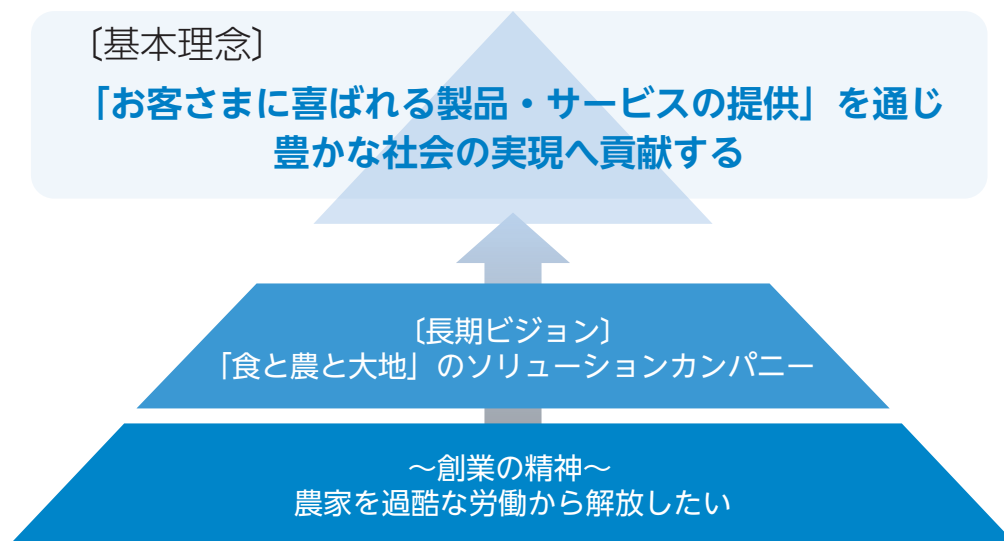 〔基本理念〕
「お客さまに喜ばれる製品・サービスの提供」を通じ
豊かな社会の実現へ貢献する
〔長期ビジョン〕
「食と農と大地」のソリューションカンパニー
～創業の精神～
農家を過酷な労働から解放したい